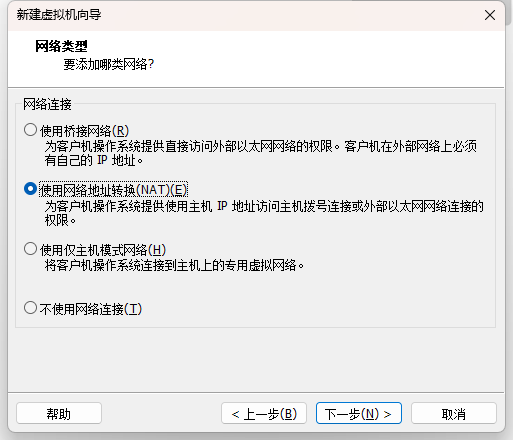 新建虚拟机向导
网络类型
要添加哪类网络?
网络连接
使用桥接网络(R)
为客户机操作系统提供直接访问外部以太网网络的权限。客户机在外部网络上必须
有自己的 IP 地址。
使用网络地址转换(NAT)(E)
为客户机操作系统提供使用主机 IP 地址访问主机拨号连接或外部以太网网络连接的
权限。
使用仅主机模式网络(H)
将客户机操作系统连接到主机上的专用虚拟网络。
不使用网络连接(T)
帮助
< 上一步(B)
下一步(N) >
取消